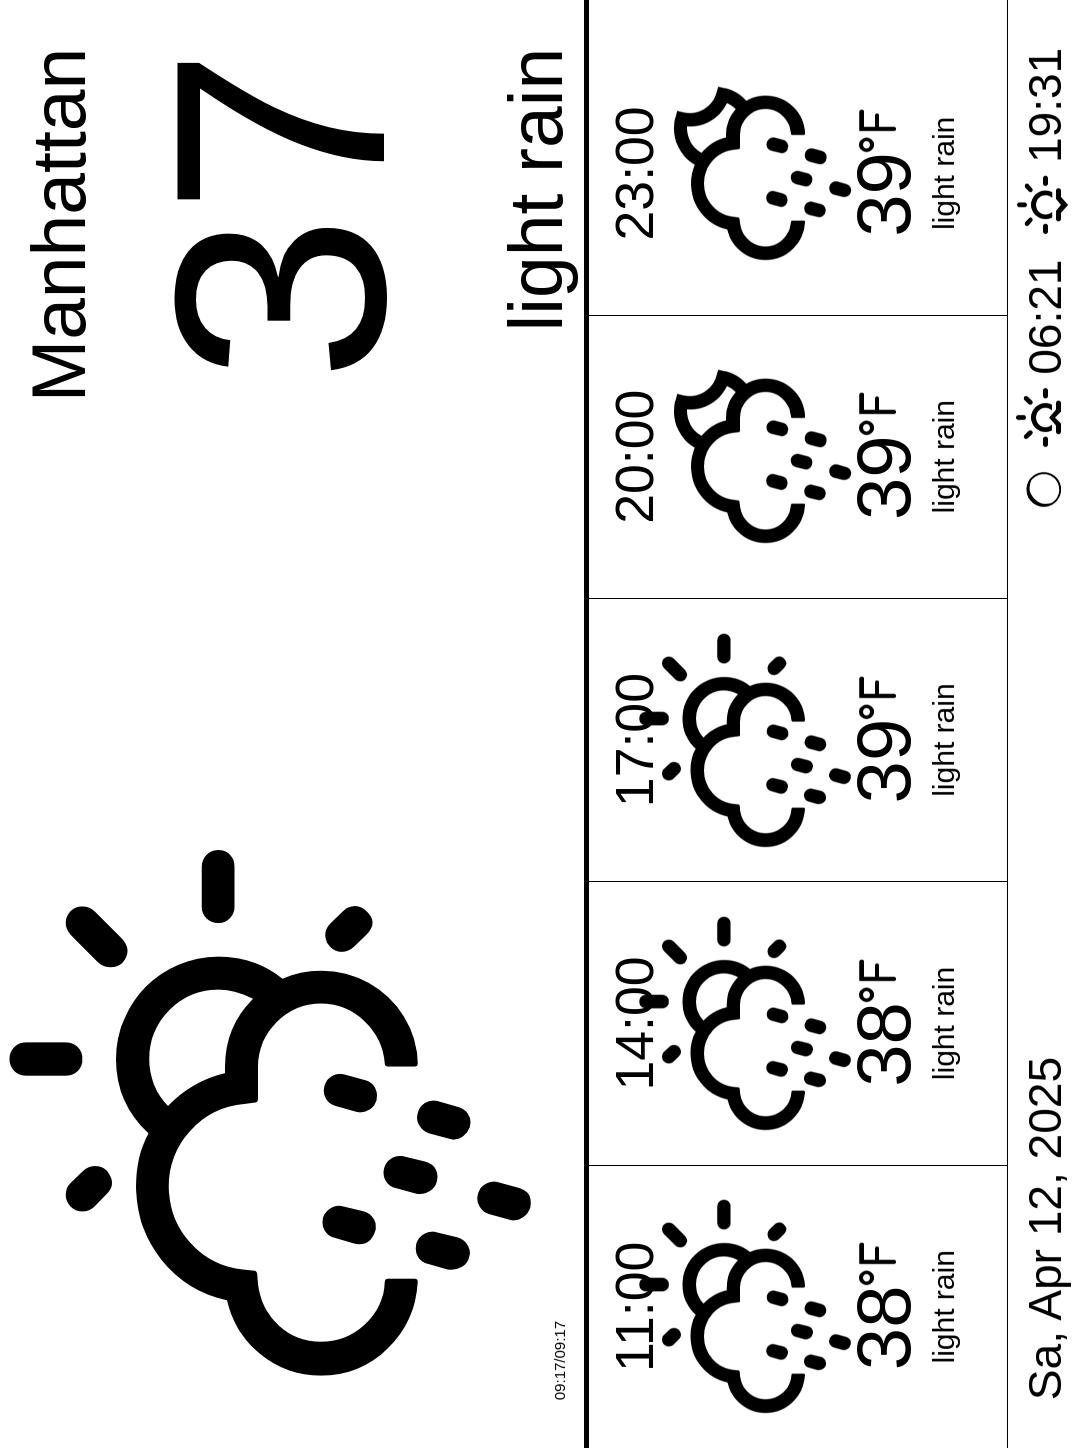 Manhattan
37
light rain
09:17/09:17
11:00 14:00 17:00 20:00 23:00
38°F 38°F 39°F 39°F 39°F
light rain light rain light rain light rain light rain
Sa, Apr 12, 2025 06:21 19:31